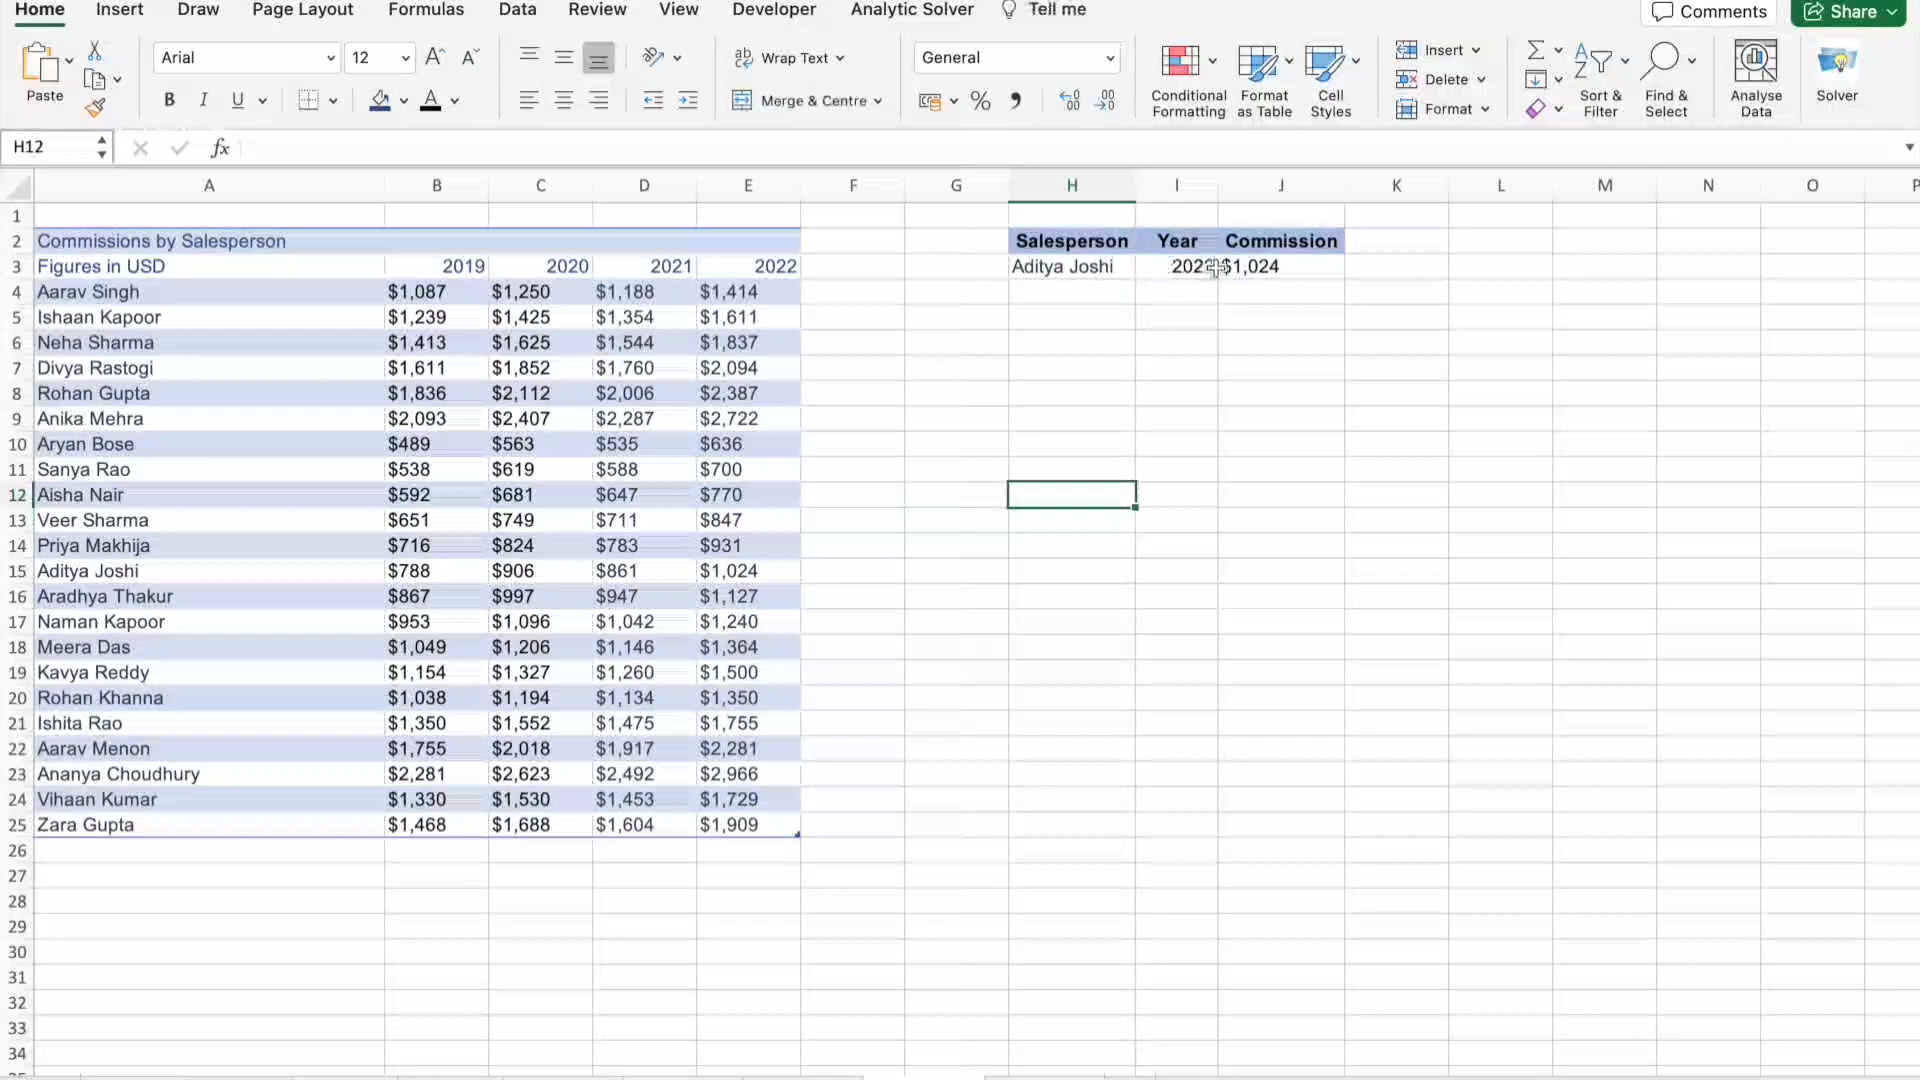 Home Insert Draw Page Layout Formulas Data Review View Developer Analytic Solver Tell me Comments Share
Paste Arial 12 A A B I U A ab Wrap Text Merge & Centre General % Conditional Formatting Format as Table Cell Styles Insert Delete Format Sort & Filter Find & Select Analyse Data Solver
H12 fx
A B C D E F G H I J K L M N O P
1
2 Commissions by Salesperson Salesperson Year Commission
3 Figures in USD 2019 2020 2021 2022 Aditya Joshi $1,024
4 Aarav Singh $1,087 $1,250 $1,188 $1,414
5 Ishaan Kapoor $1,239 $1,425 $1,354 $1,611
6 Neha Sharma $1,413 $1,625 $1,544 $1,837
7 Divya Rastogi $1,611 $1,852 $1,760 $2,094
8 Rohan Gupta $1,836 $2,112 $2,006 $2,387
9 Anika Mehra $2,093 $2,407 $2,287 $2,722
10 Aryan Bose $489 $563 $535 $636
11 Sanya Rao $538 $619 $588 $700
12 Aisha Nair $592 $681 $647 $770
13 Veer Sharma $651 $749 $711 $847
14 Priya Makhija $716 $824 $783 $931
15 Aditya Joshi $788 $906 $861 $1,024
16 Aradhya Thakur $867 $997 $947 $1,127
17 Naman Kapoor $953 $1,096 $1,042 $1,240
18 Meera Das $1,049 $1,206 $1,146 $1,364
19 Kavya Reddy $1,154 $1,327 $1,260 $1,500
20 Rohan Khanna $1,038 $1,194 $1,134 $1,350
21 Ishita Rao $1,350 $1,552 $1,475 $1,755
22 Aarav Menon $1,755 $2,018 $1,917 $2,281
23 Ananya Choudhury $2,281 $2,623 $2,492 $2,966
24 Vihaan Kumar $1,330 $1,530 $1,453 $1,729
25 Zara Gupta $1,468 $1,688 $1,604 $1,909
26
27
28
29
30
31
32
33
34